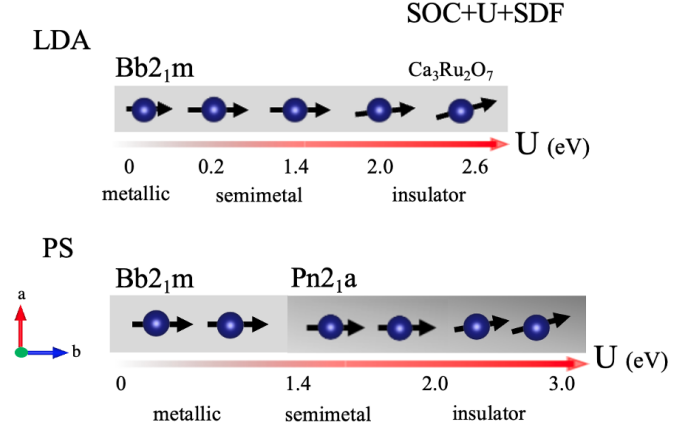 SOC+U+SDF
LDA
Bb2₁m
Ca₃Ru₂O₇
U (eV)
0 0.2 1.4 2.0 2.6
metallic semimetal insulator
PS
Bb2₁m Pn2₁a
a
b
U (eV)
0 1.4 2.0 3.0
metallic semimetal insulator